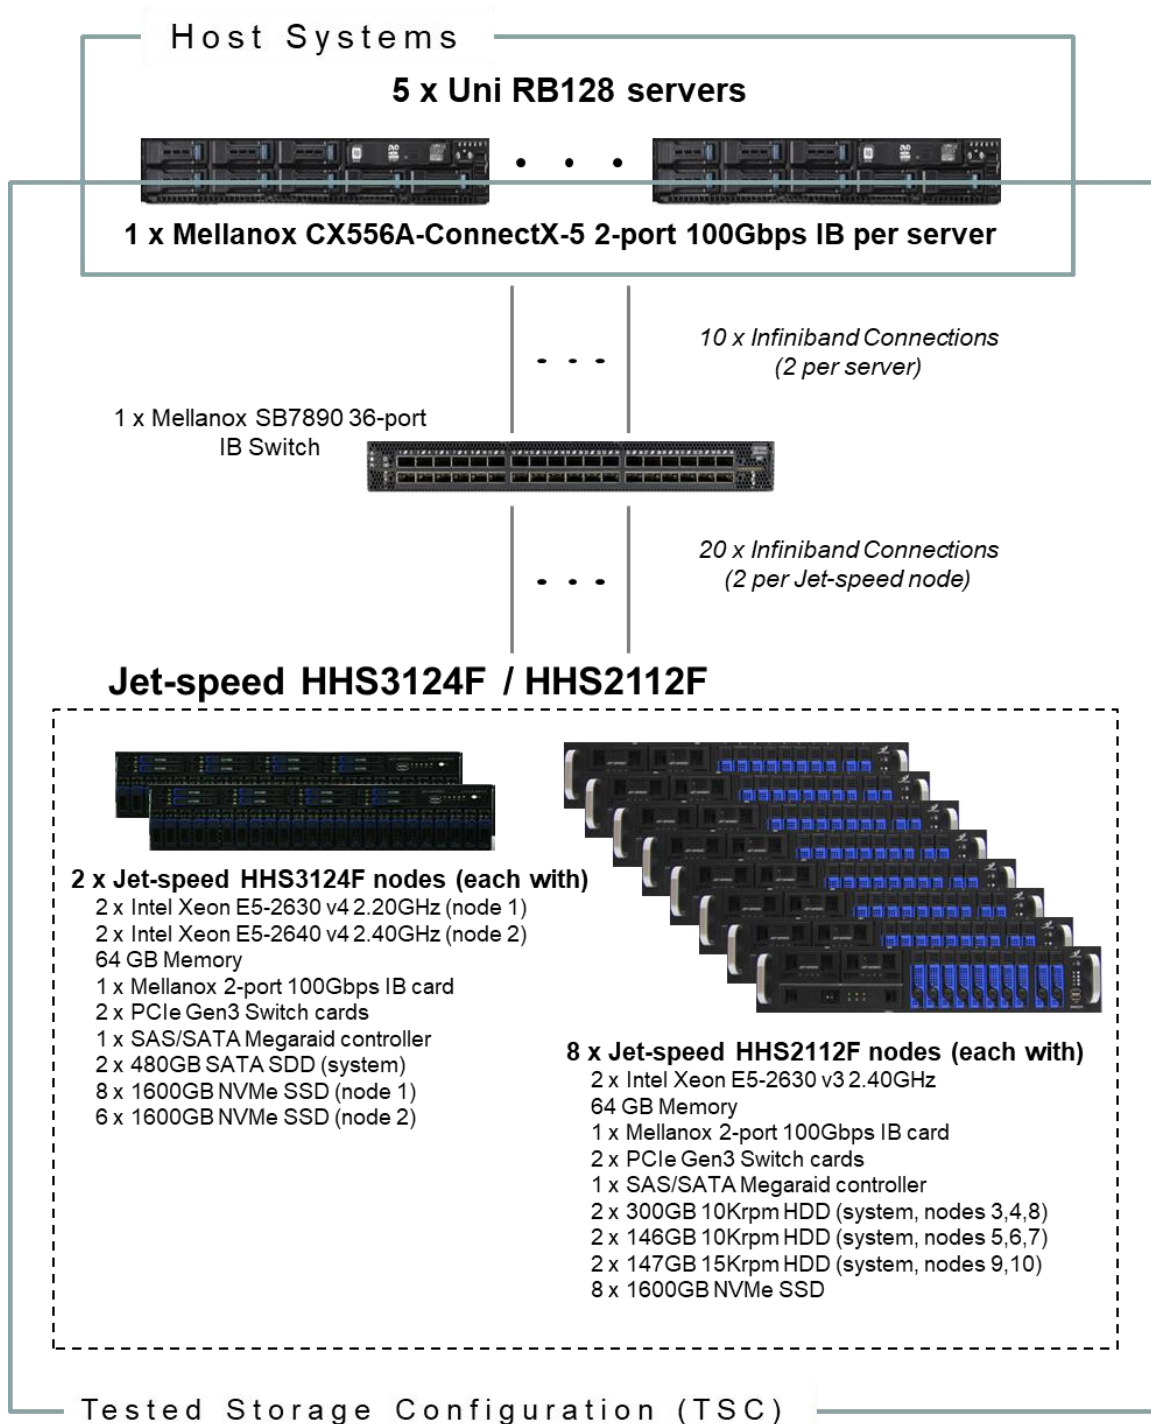 Host Systems
5 x Uni RB128 servers
1 x Mellanox CX556A-ConnectX-5 2-port 100Gbps IB per server
10 x Infiniband Connections
(2 per server)
1 x Mellanox SB7890 36-port
IB Switch
20 x Infiniband Connections
(2 per Jet-speed node)
Jet-speed HHS3124F / HHS2112F
2 x Jet-speed HHS3124F nodes (each with)
2 x Intel Xeon E5-2630 v4 2.20GHz (node 1)
2 x Intel Xeon E5-2640 v4 2.40GHz (node 2)
64 GB Memory
1 x Mellanox 2-port 100Gbps IB card
2 x PCIe Gen3 Switch cards
1 x SAS/SATA Megaraid controller
2 x 480GB SATA SDD (system)
8 x 1600GB NVMe SSD (node 1)
6 x 1600GB NVMe SSD (node 2)
8 x Jet-speed HHS2112F nodes (each with)
2 x Intel Xeon E5-2630 v3 2.40GHz
64 GB Memory
1 x Mellanox 2-port 100Gbps IB card
2 x PCIe Gen3 Switch cards
1 x SAS/SATA Megaraid controller
2 x 300GB 10Krpm HDD (system, nodes 3,4,8)
2 x 146GB 10Krpm HDD (system, nodes 5,6,7)
2 x 147GB 15Krpm HDD (system, nodes 9,10)
8 x 1600GB NVMe SSD
Tested Storage Configuration (TSC)